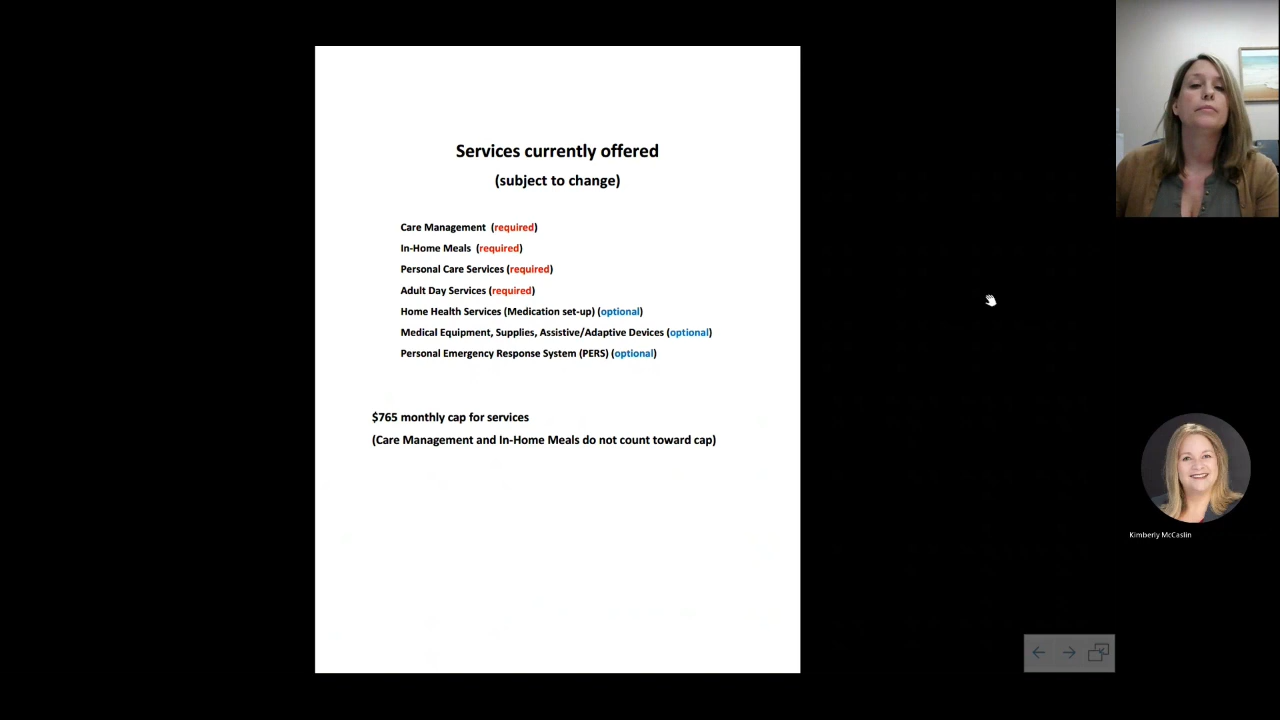 Services currently offered
(subject to change)
Care Management (required)
In-Home Meals (required)
Personal Care Services (required)
Adult Day Services (required)
Home Health Services (Medication set-up) (optional)
Medical Equipment, Supplies, Assistive/Adaptive Devices (optional)
Personal Emergency Response System (PERS) (optional)
$765 monthly cap for services
(Care Management and In-Home Meals do not count toward cap)
Kimberly McCaslin